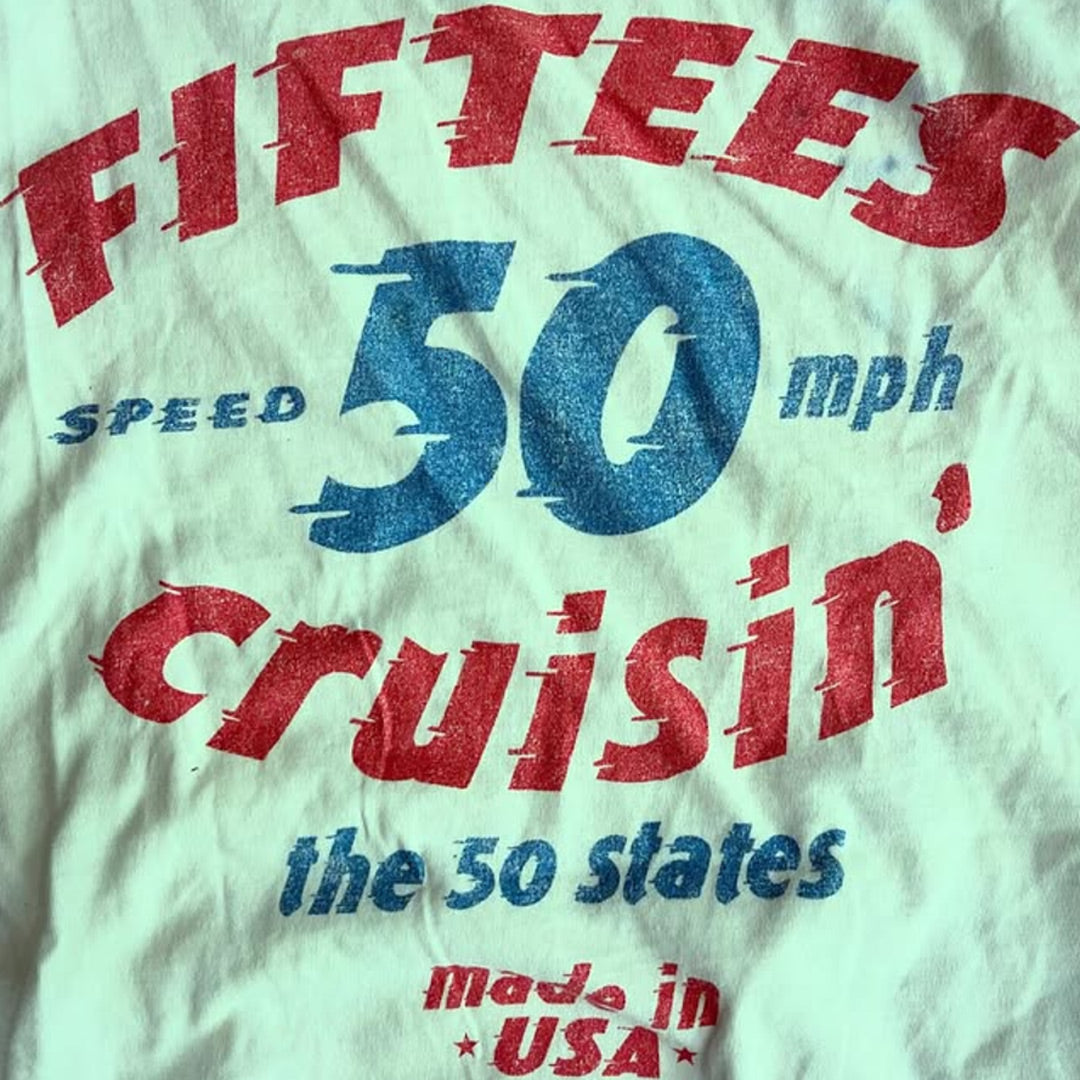 FIFTEES
SPEED 50 mph
cruisin'
the 50 states
made in
★ USA ★